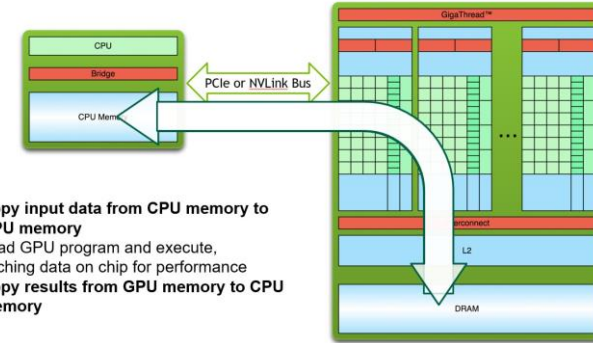 GigaThread™
CPU
Bridge
PCIe or NVLink Bus
CPU Mem
erconnect
L2
DRAM
py input data from CPU memory to
PU memory
ad GPU program and execute,
ching data on chip for performance
py results from GPU memory to CPU
emory